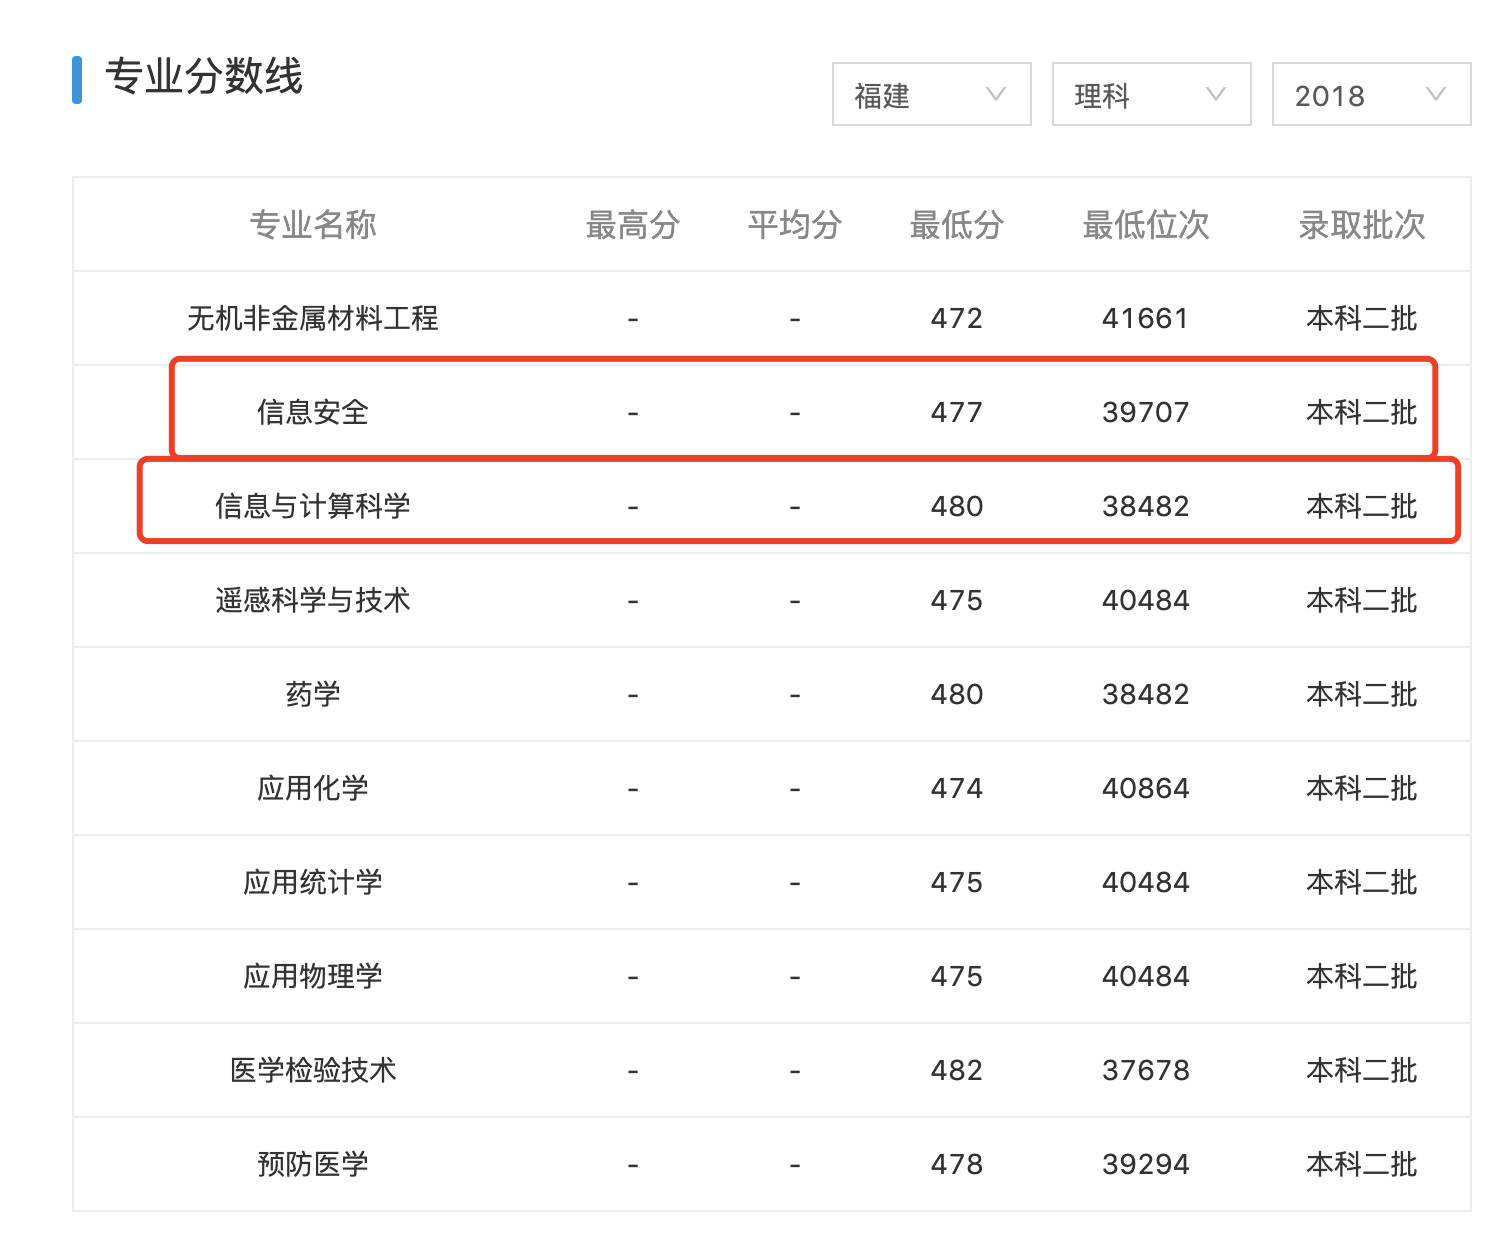 专业分数线
福建 理科 2018
专业名称 最高分 平均分 最低分 最低位次 录取批次
无机非金属材料工程 - - 472 41661 本科二批
信息安全 - - 477 39707 本科二批
信息与计算科学 - - 480 38482 本科二批
遥感科学与技术 - - 475 40484 本科二批
药学 - - 480 38482 本科二批
应用化学 - - 474 40864 本科二批
应用统计学 - - 475 40484 本科二批
应用物理学 - - 475 40484 本科二批
医学检验技术 - - 482 37678 本科二批
预防医学 - - 478 39294 本科二批